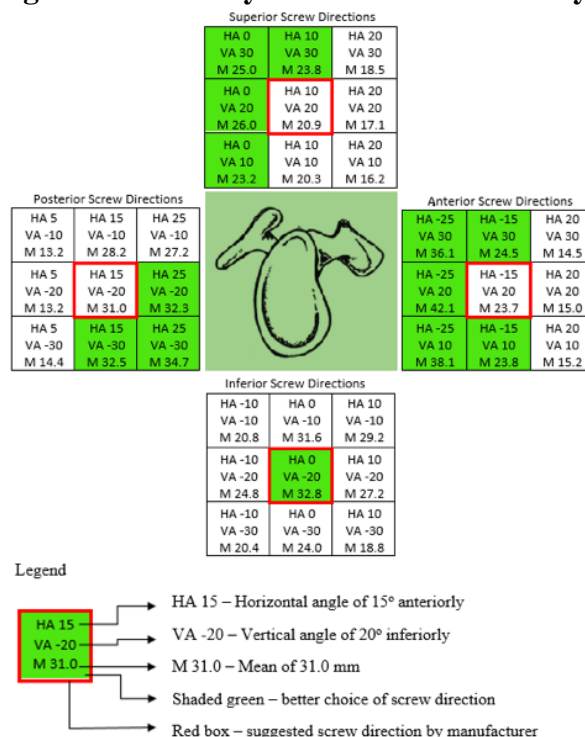 Superior Screw Directions
HA 0 HA 10 HA 20
VA 30 VA 30 VA 30
M 25.0 M 23.8 M 18.5
HA 0 HA 10 HA 20
VA 20 VA 20 VA 20
M 26.0 M 20.9 M 17.1
HA 0 HA 10 HA 20
VA 10 VA 10 VA 10
M 23.2 M 20.3 M 16.2
Posterior Screw Directions
HA 5 HA 15 HA 25
VA -10 VA -10 VA -10
M 13.2 M 28.2 M 27.2
HA 5 HA 15 HA 25
VA -20 VA -20 VA -20
M 13.2 M 31.0 M 32.3
HA 5 HA 15 HA 25
VA -30 VA -30 VA -30
M 14.4 M 32.5 M 34.7
Anterior Screw Directions
HA -25 HA -15 HA 20
VA 30 VA 30 VA 30
M 36.1 M 24.5 M 14.5
HA -25 HA -15 HA 20
VA 20 VA 20 VA 20
M 42.1 M 23.7 M 15.0
HA -25 HA -15 HA 20
VA 10 VA 10 VA 10
M 38.1 M 23.8 M 15.2
Inferior Screw Directions
HA -10 HA 0 HA 10
VA -10 VA -10 VA -10
M 20.8 M 31.6 M 29.2
HA -10 HA 0 HA 10
VA -20 VA -20 VA -20
M 24.8 M 32.8 M 27.2
HA -10 HA 0 HA 10
VA -30 VA -30 VA -30
M 20.4 M 24.0 M 18.8
Legend
HA 15
VA -20
M 31.0
HA 15 – Horizontal angle of 15º anteriorly
VA -20 – Vertical angle of 20º inferiorly
M 31.0 – Mean of 31.0 mm
Shaded green – better choice of screw direction
Red box – suggested screw direction by manufacturer